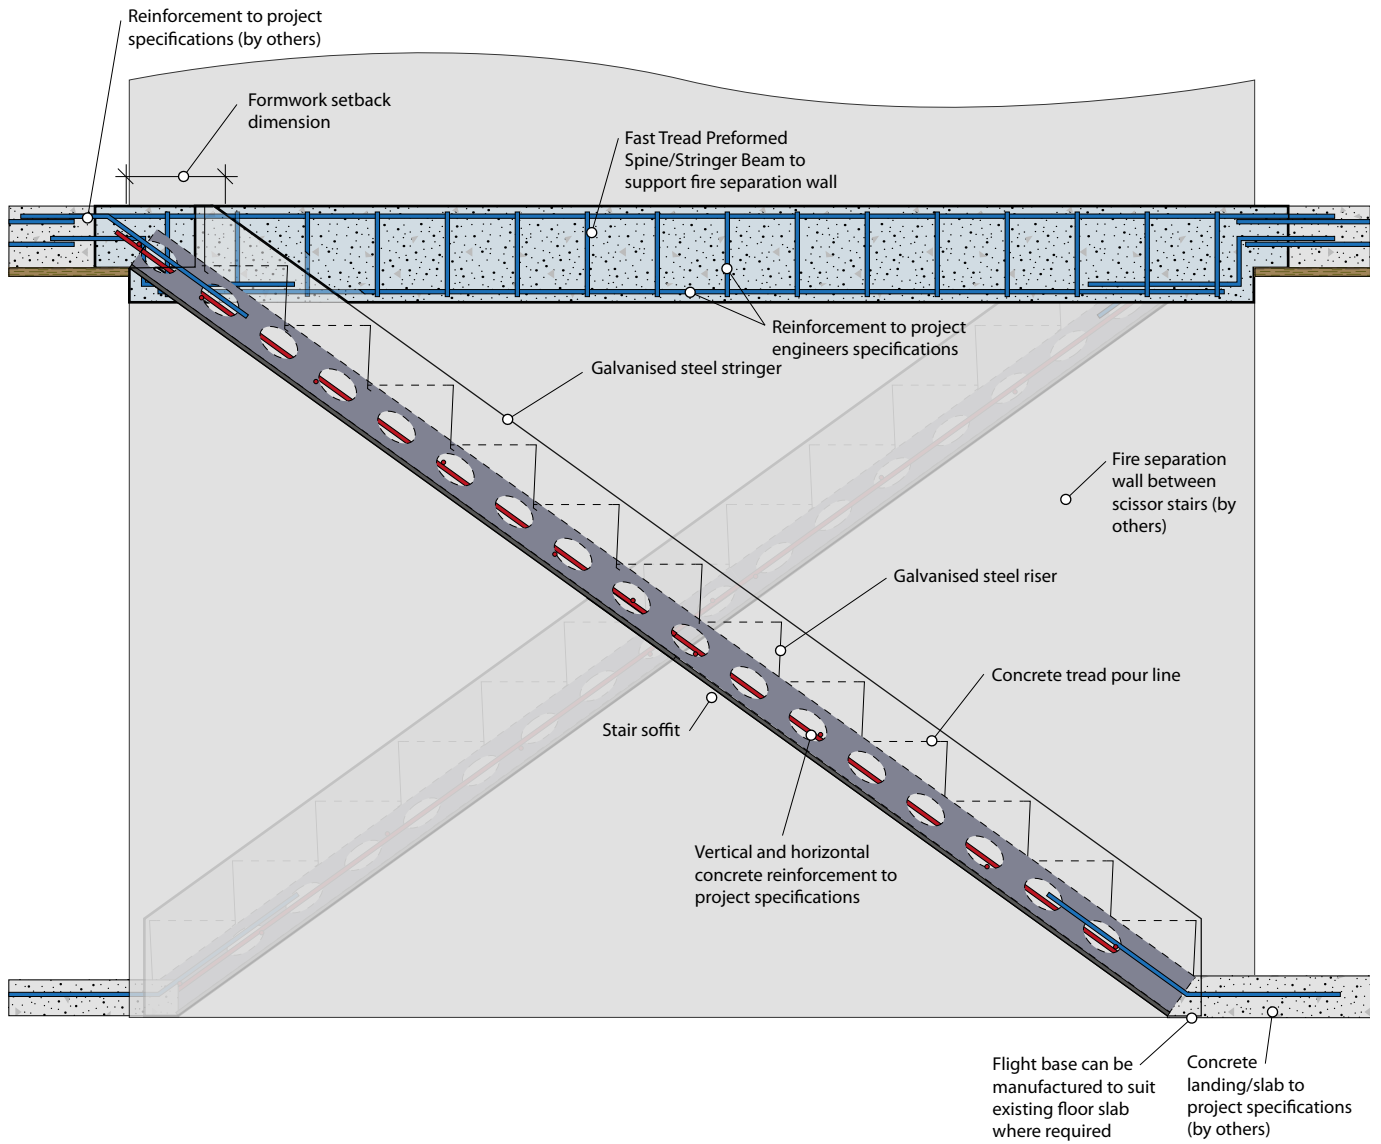 Reinforcement to project
specifications (by others)
Formwork setback
dimension
Fast Tread Preformed
Spine/Stringer Beam to
support fire separation wall
Reinforcement to project
engineers specifications
Galvanised steel stringer
Fire separation
wall between
scissor stairs (by
others)
Galvanised steel riser
Concrete tread pour line
Stair soffit
Vertical and horizontal
concrete reinforcement to
project specifications
Flight base can be
manufactured to suit
existing floor slab
where required
Concrete
landing/slab to
project specifications
(by others)